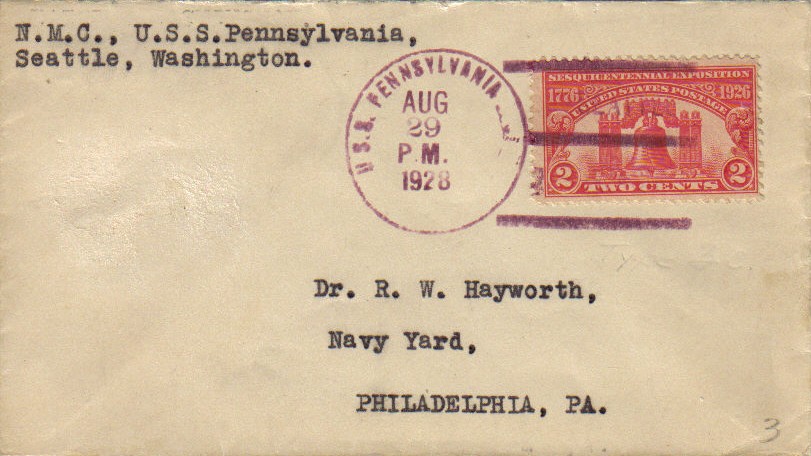 N.M.C., U.S.S.Pennsylvania,
Seattle, Washington.
U.S.S. PENNSYLVANIA
AUG
29
P.M.
1928
SESQUICENTENNIAL EXPOSITION
1776 1926
UNITED STATES POSTAGE
2 TWO CENTS 2
Dr. R. W. Hayworth,
Navy Yard,
PHILADELPHIA, PA.
3